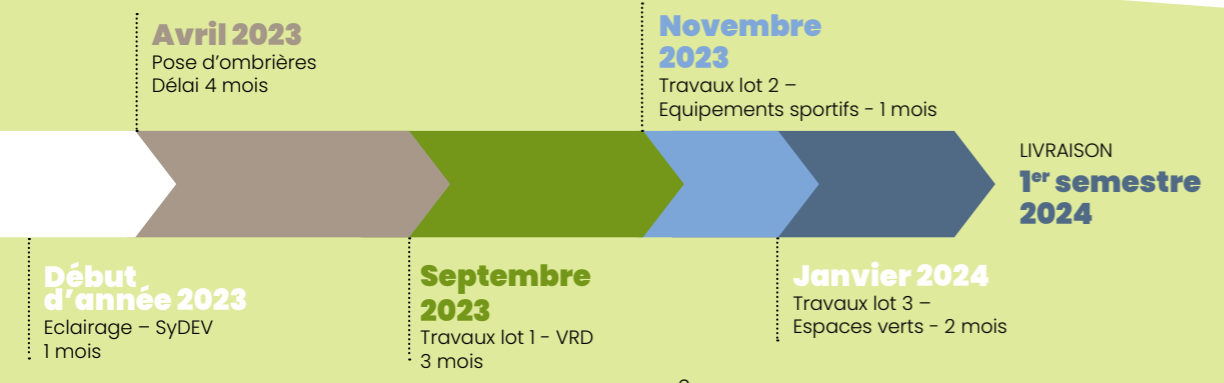 Avril 2023
Pose d'ombrières
Délai 4 mois
Novembre
2023
Travaux lot 2 –
Equipements sportifs - 1 mois
LIVRAISON
1er semestre
2024
Début
d'année 2023
Eclairage – SyDEV
1 mois
Septembre
2023
Travaux lot 1 - VRD
3 mois
Janvier 2024
Travaux lot 3 –
Espaces verts - 2 mois